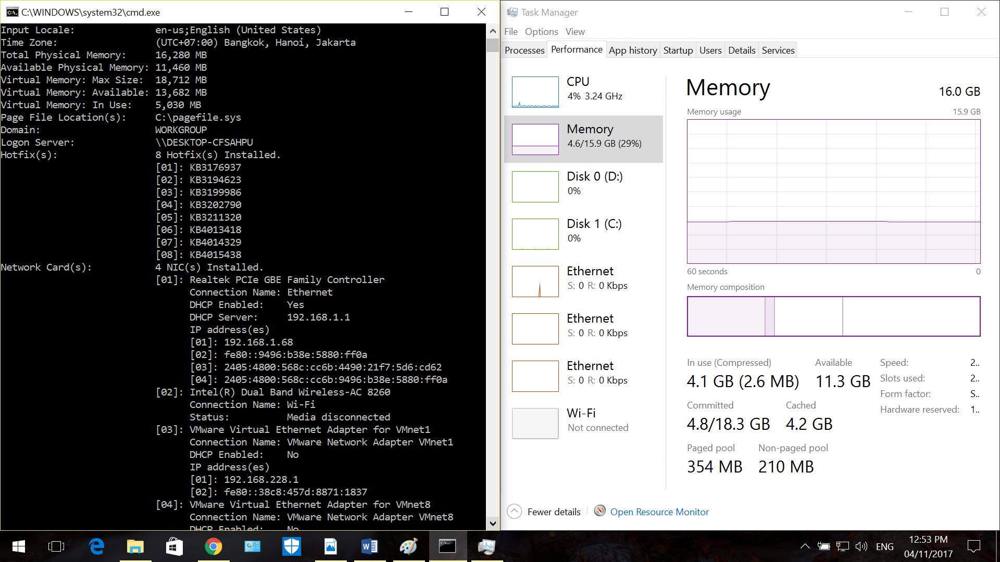 C:\WINDOWS\system32\cmd.exe
Input Locale: en-us;English (United States)
Time Zone: (UTC+07:00) Bangkok, Hanoi, Jakarta
Total Physical Memory: 16,280 MB
Available Physical Memory: 11,460 MB
Virtual Memory: Max Size: 18,712 MB
Virtual Memory: Available: 13,682 MB
Virtual Memory: In Use: 5,030 MB
Page File Location(s): C:\pagefile.sys
Domain: WORKGROUP
Logon Server: \\DESKTOP-CFSAHPU
Hotfix(s): 8 Hotfix(s) Installed.
[01]: KB3176937
[02]: KB3194623
[03]: KB3199986
[04]: KB3202790
[05]: KB3211320
[06]: KB4013418
[07]: KB4014329
[08]: KB4015438
Network Card(s): 4 NIC(s) Installed.
[01]: Realtek PCIe GBE Family Controller
Connection Name: Ethernet
DHCP Enabled: Yes
DHCP Server: 192.168.1.1
IP address(es)
[01]: 192.168.1.68
[02]: fe80::9496:b38e:5880:ff0a
[03]: 2405:4800:568c:cc6b:4490:21f7:5d6:cd62
[04]: 2405:4800:568c:cc6b:9496:b38e:5880:ff0a
[02]: Intel(R) Dual Band Wireless-AC 8260
Connection Name: Wi-Fi
Status: Media disconnected
[03]: VMware Virtual Ethernet Adapter for VMnet1
Connection Name: VMware Network Adapter VMnet1
DHCP Enabled: No
IP address(es)
[01]: 192.168.228.1
[02]: fe80::38c8:457d:8871:1837
[04]: VMware Virtual Ethernet Adapter for VMnet8
Connection Name: VMware Network Adapter VMnet8
DHCP Enabled: No
Task Manager
File Options View
Processes Performance App history Startup Users Details Services
CPU
4% 3.24 GHz
Memory
4.6/15.9 GB (29%)
Disk 0 (D:)
0%
Disk 1 (C:)
0%
Ethernet
S: 0 R: 0 Kbps
Ethernet
S: 0 R: 0 Kbps
Ethernet
S: 0 R: 0 Kbps
Wi-Fi
Not connected
Memory 16.0 GB
Memory usage 15.9 GB
60 seconds 0
Memory composition
In use (Compressed) Available
4.1 GB (2.6 MB) 11.3 GB
Committed Cached
4.8/18.3 GB 4.2 GB
Paged pool Non-paged pool
354 MB 210 MB
Speed: 2..
Slots used: 2..
Form factor: S..
Hardware reserved: 1..
Fewer details Open Resource Monitor
ENG
12:53 PM
04/11/2017